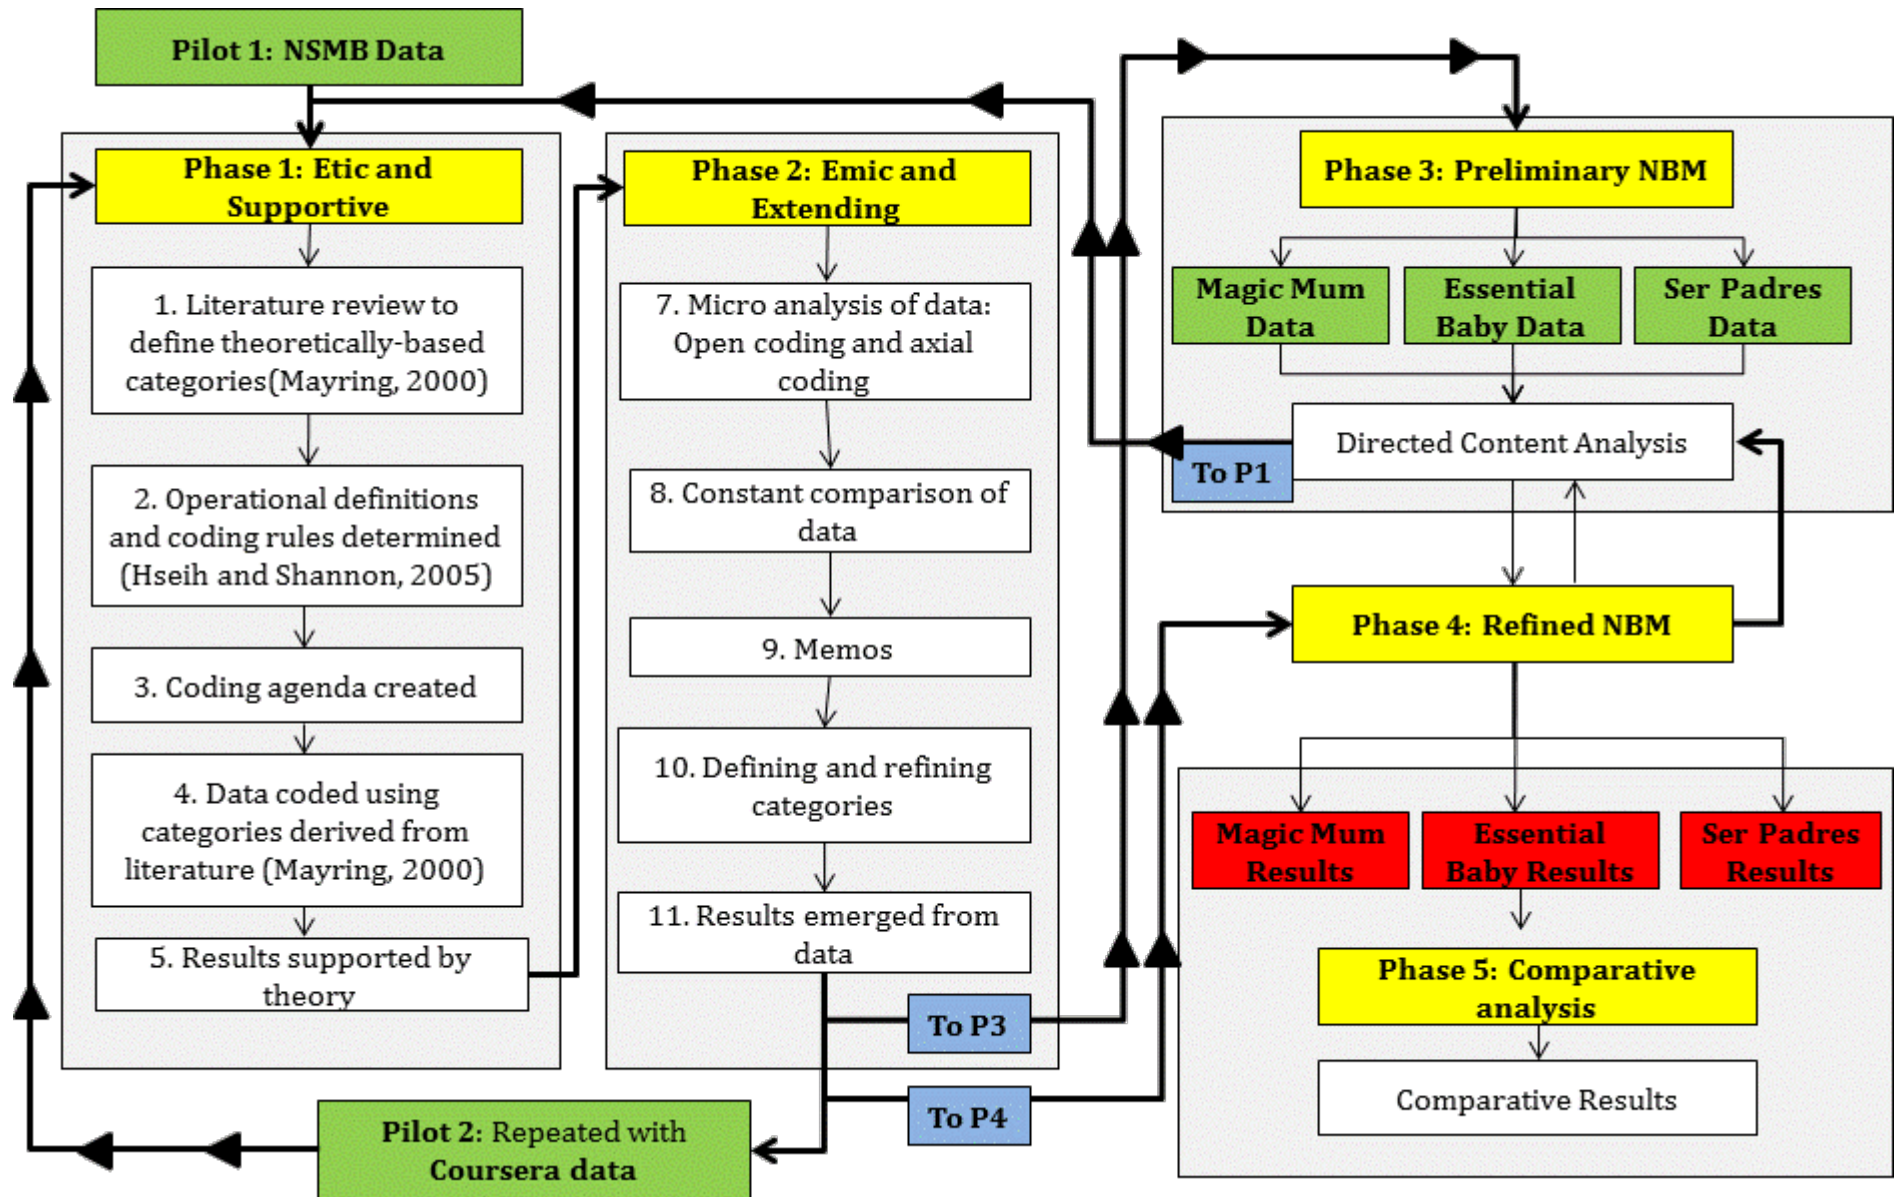 Pilot 1: NSMB Data
Phase 1: Etic and
Supportive
1. Literature review to
define theoretically-based
categories(Mayring, 2000)
2. Operational definitions
and coding rules determined
(Hseih and Shannon, 2005)
3. Coding agenda created
4. Data coded using
categories derived from
literature (Mayring, 2000)
5. Results supported by
theory
Pilot 2: Repeated with
Coursera data
Phase 2: Emic and
Extending
7. Micro analysis of data:
Open coding and axial
coding
8. Constant comparison of
data
9. Memos
10. Defining and refining
categories
11. Results emerged from
data
To P3
To P4
Phase 3: Preliminary NBM
Magic Mum
Data
Essential
Baby Data
Ser Padres
Data
Directed Content Analysis
To P1
Phase 4: Refined NBM
Magic Mum
Results
Essential
Baby Results
Ser Padres
Results
Phase 5: Comparative
analysis
Comparative Results